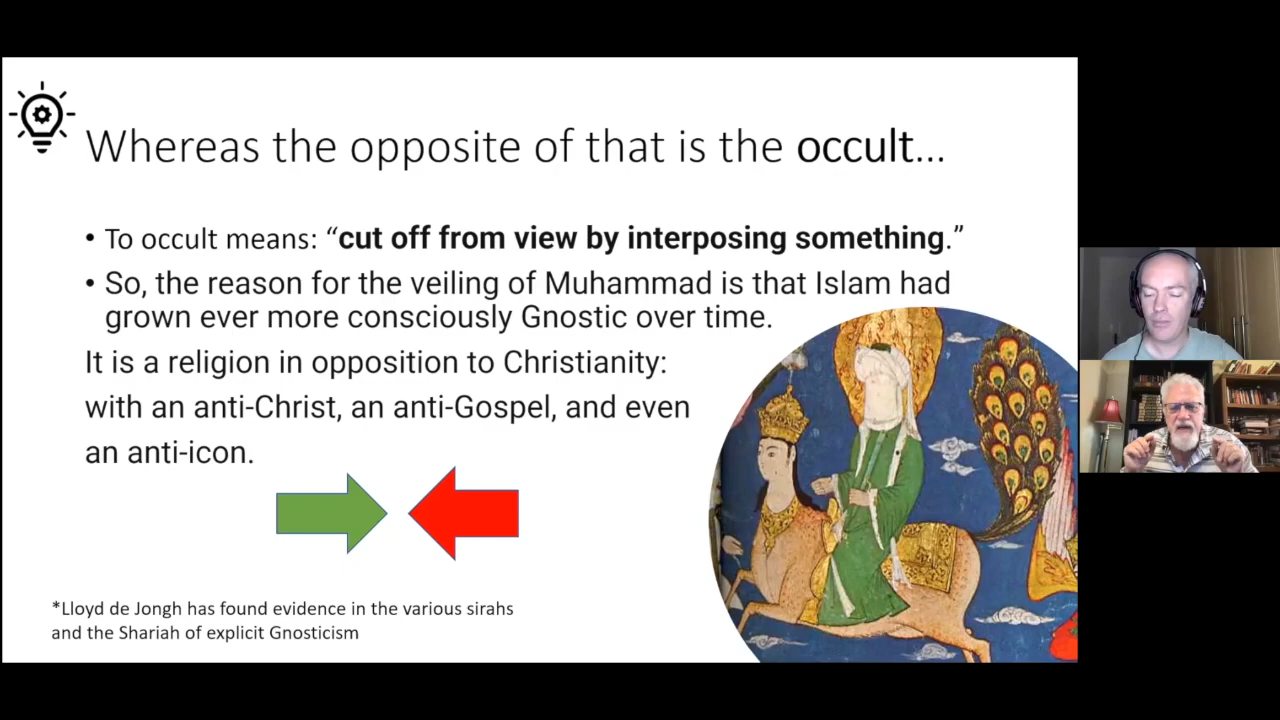 Whereas the opposite of that is the occult...
• To occult means: “cut off from view by interposing something.”
• So, the reason for the veiling of Muhammad is that Islam had
grown ever more consciously Gnostic over time.
It is a religion in opposition to Christianity:
with an anti-Christ, an anti-Gospel, and even
an anti-icon.
*Lloyd de Jongh has found evidence in the various sirahs
and the Shariah of explicit Gnosticism